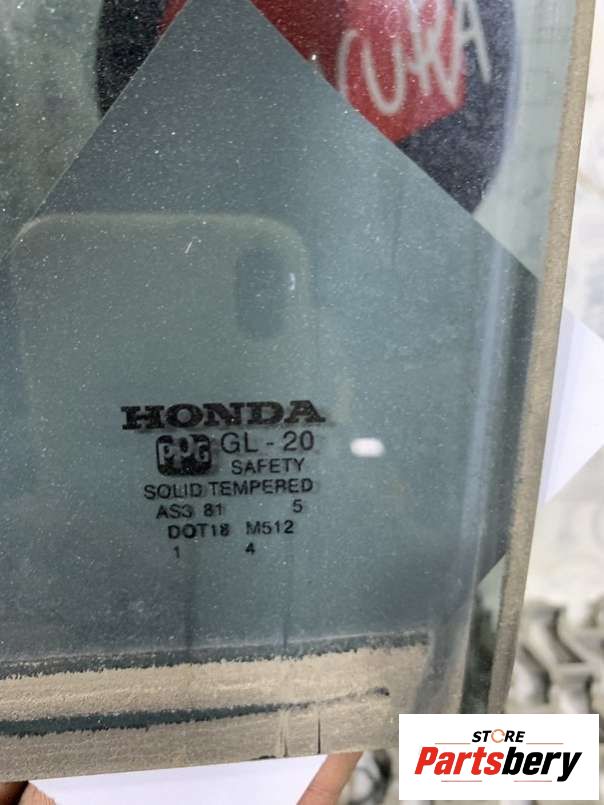 HONDA
PPG GL - 20
SAFETY
SOLID TEMPERED
AS3 81 5
DOT18 M512
1 4
STORE
Partsbery